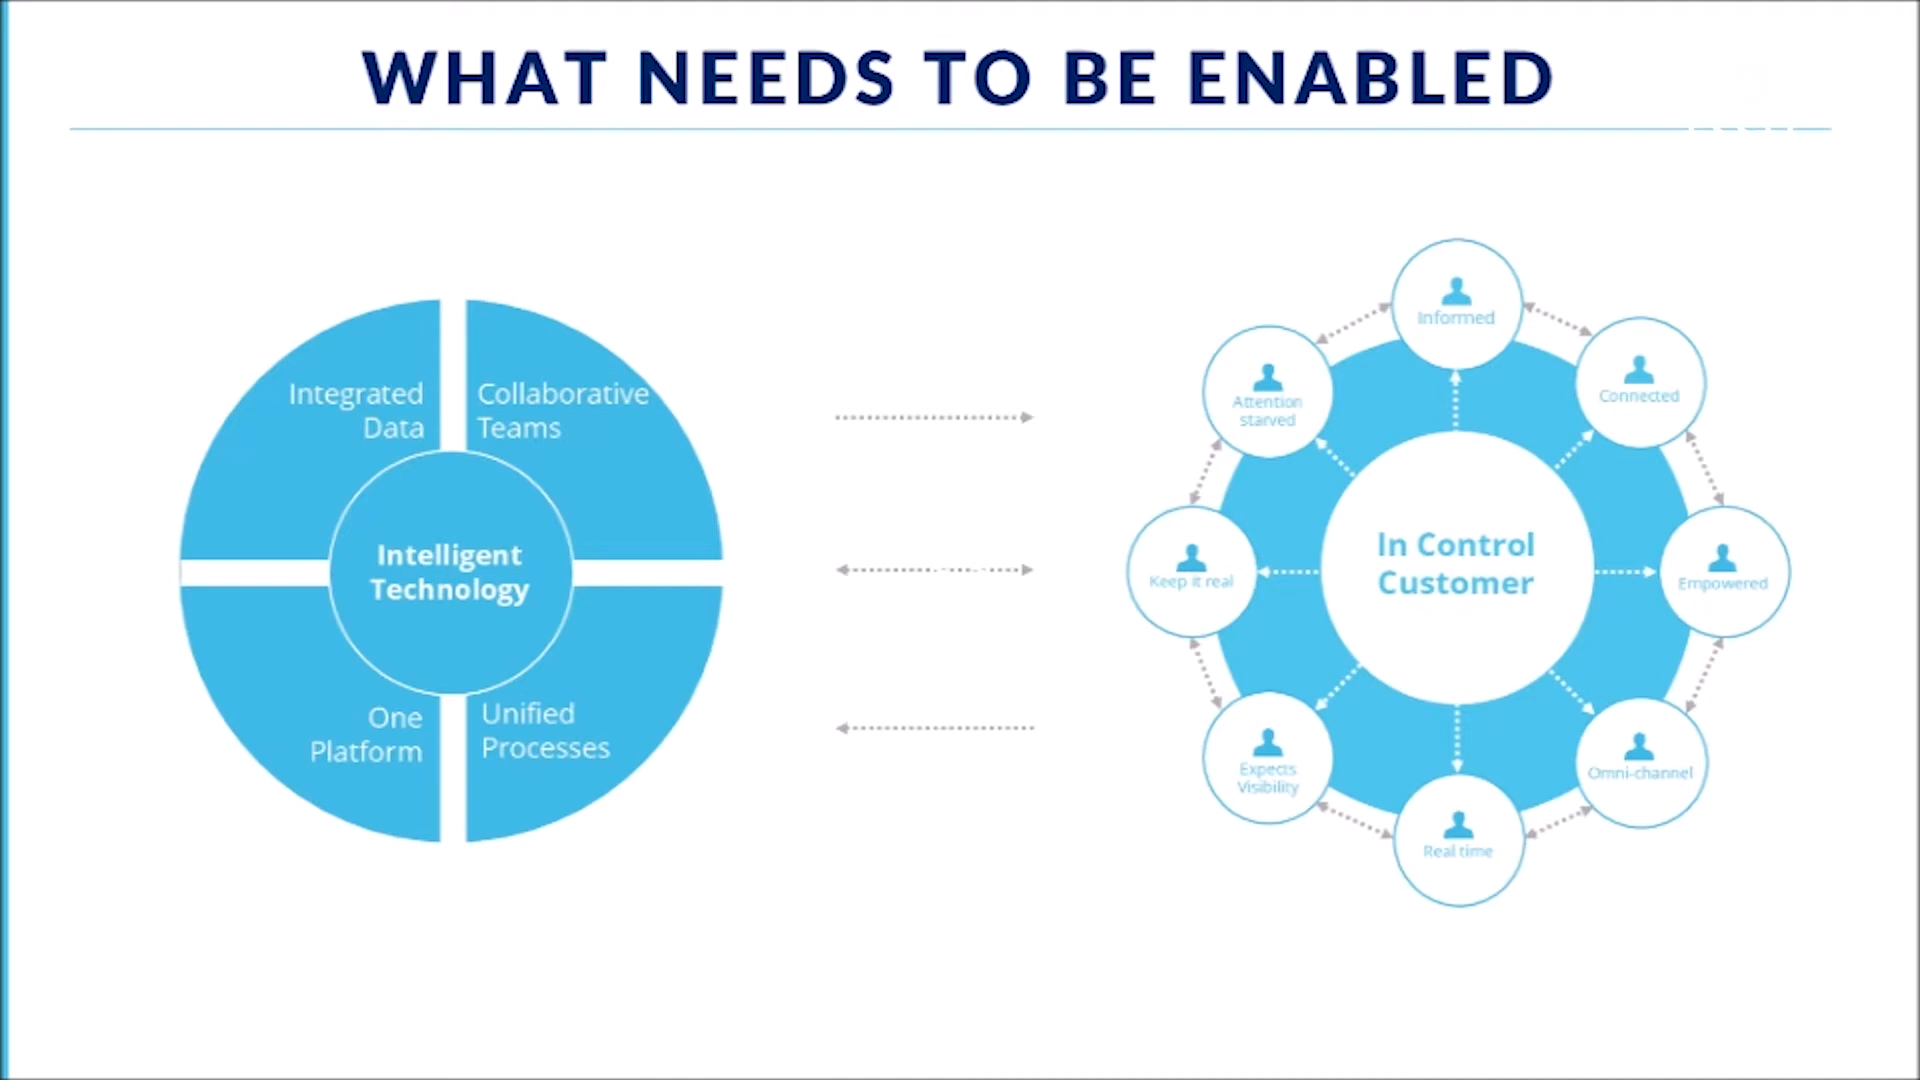 WHAT NEEDS TO BE ENABLED
Integrated
Data
Collaborative
Teams
Intelligent
Technology
One
Platform
Unified
Processes
In Control
Customer
Informed
Connected
Empowered
Omni-channel
Real time
Expects
Visibility
Keep it real
Attention
starved